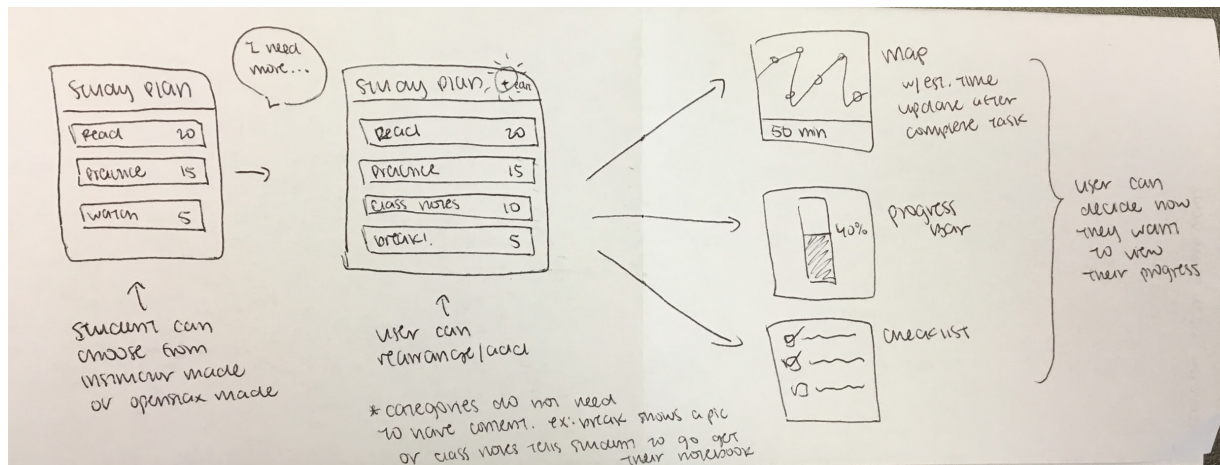 study plan
read 20
practice 15
watch 5
student can
choose from
instructor made
or openstax made
I need
more...
study plan
read 20
practice 15
class notes 10
break! 5
user can
rearrange/add
* categories do not need
to have content. ex: break shows a pic
or class notes tells student to go get
their notebook
50 min
map
w/est. time
update after
complete task
40%
progress
bar
checklist
user can
decide how
they want
to view
their progress